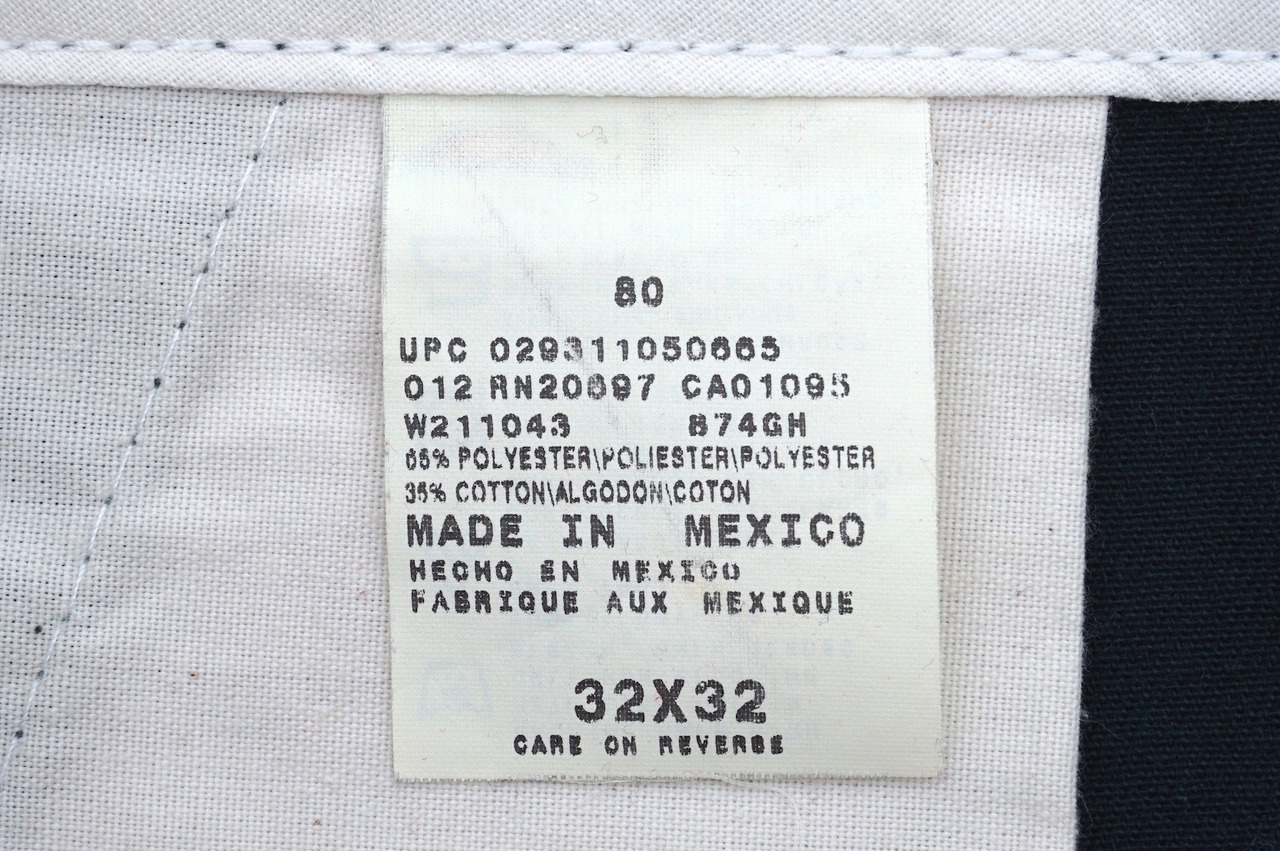 80
UPC 029311050665
012 RN20697 CA01095
W211043 874GH
65% POLYESTER\POLIESTER\POLYESTER
35% COTTON\ALGODON\COTON
MADE IN MEXICO
HECHO EN MEXICO
FABRIQUE AUX MEXIQUE
32X32
CARE ON REVERSE